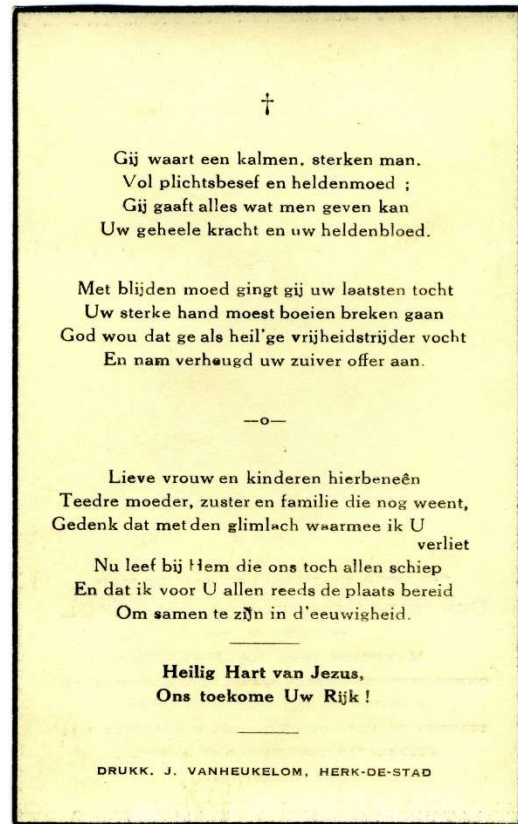 †
Gij waart een kalmen, sterken man.
Vol plichtsbesef en heldenmoed ;
Gij gaaft alles wat men geven kan
Uw geheele kracht en uw heldenbloed.
Met blijden moed gingt gij uw laatsten tocht
Uw sterke hand moest boeien breken gaan
God wou dat ge als heil'ge vrijheidstrijder vocht
En nam verheugd uw zuiver offer aan.
—o—
Lieve vrouw en kinderen hierbeneên
Teedre moeder, zuster en familie die nog weent,
Gedenk dat met den glimlach waarmee ik U
verliet
Nu leef bij Hem die ons toch allen schiep
En dat ik voor U allen reeds de plaats bereid
Om samen te zijn in d'eeuwigheid.
Heilig Hart van Jezus,
Ons toekome Uw Rijk !
DRUKK. J. VANHEUKELOM, HERK-DE-STAD